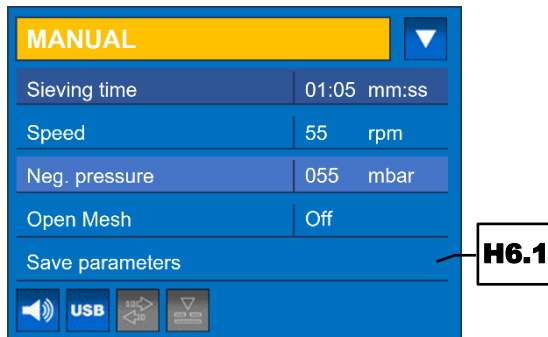 MANUAL
Sieving time 01:05 mm:ss
Speed 55 rpm
Neg. pressure 055 mbar
Open Mesh Off
Save parameters
H6.1
USB